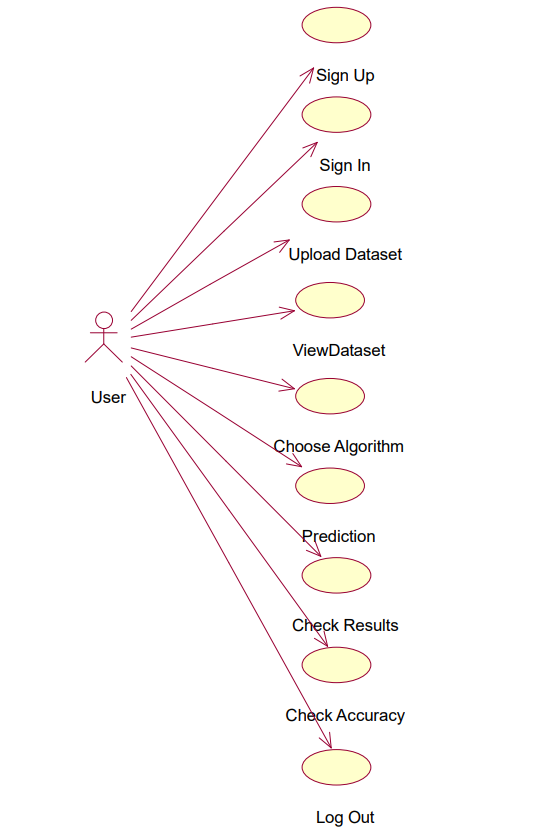 Sign Up
Sign In
Upload Dataset
ViewDataset
User
Choose Algorithm
Prediction
Check Results
Check Accuracy
Log Out